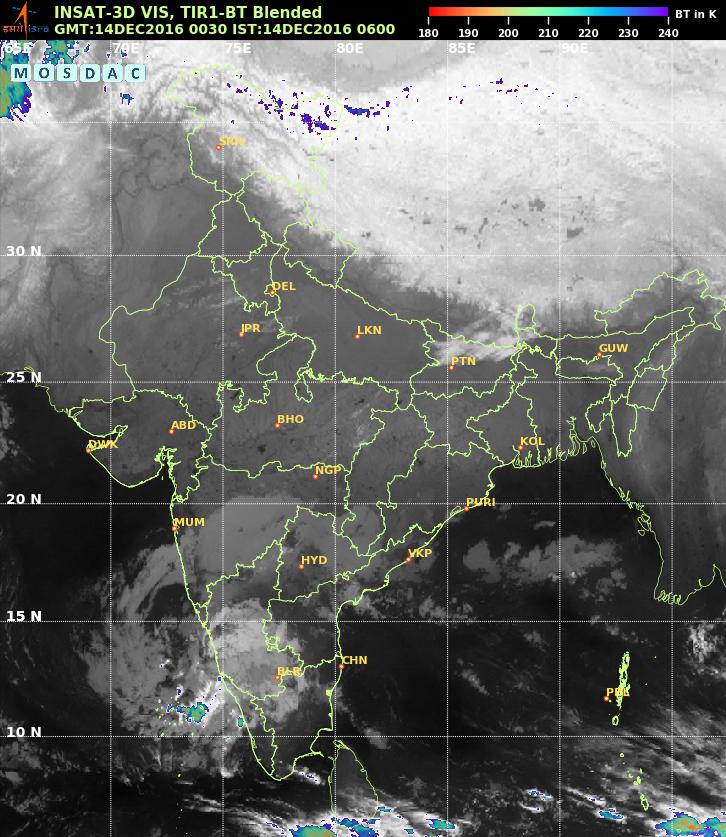 INSAT-3D VIS, TIR1-BT Blended
GMT:14DEC2016 0030 IST:14DEC2016 0600
BT in K
180 190 200 210 220 230 240
65E 70E 75E 80E 85E 90E
MOSDAC
SRN
30 N
DEL
JPR
LKN
GUW
PTN
25 N
ABD
BHO
DWK
KOL
NGP
20 N
PURI
MUM
VKP
HYD
15 N
CHN
BLR
10 N